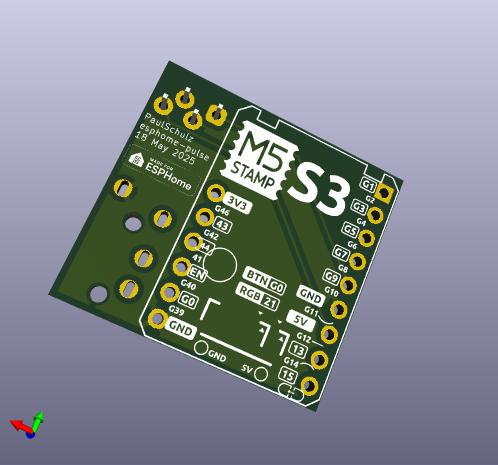 PaulSchulz
esphome-pulse
18 May 2025
MADE FOR
ESPHome
M5
STAMP
S3
3V3
G46
43
G42
44
41
EN
G40
G0
G39
GND
BTN G0
RGB 21
GND
5V
G1
G2
G3
G4
G5
G6
G7
G8
G9
G10
GND
G11
5V
G12
13
G14
15